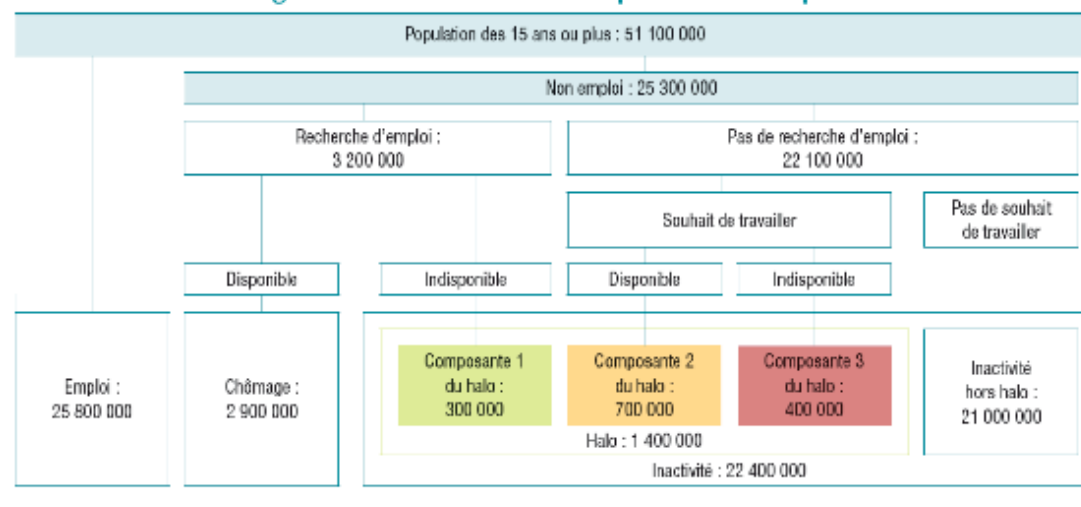 Population des 15 ans ou plus : 51 100 000
Non emploi : 25 300 000
Recherche d'emploi :
3 200 000
Pas de recherche d'emploi :
22 100 000
Souhait de travailler
Pas de souhait
de travailler
Disponible
Indisponible
Disponible
Indisponible
Emploi :
25 800 000
Chômage :
2 900 000
Composante 1
du halo :
300 000
Composante 2
du halo :
700 000
Composante 3
du halo :
400 000
Inactivité
hors halo :
21 000 000
Halo : 1 400 000
Inactivité : 22 400 000